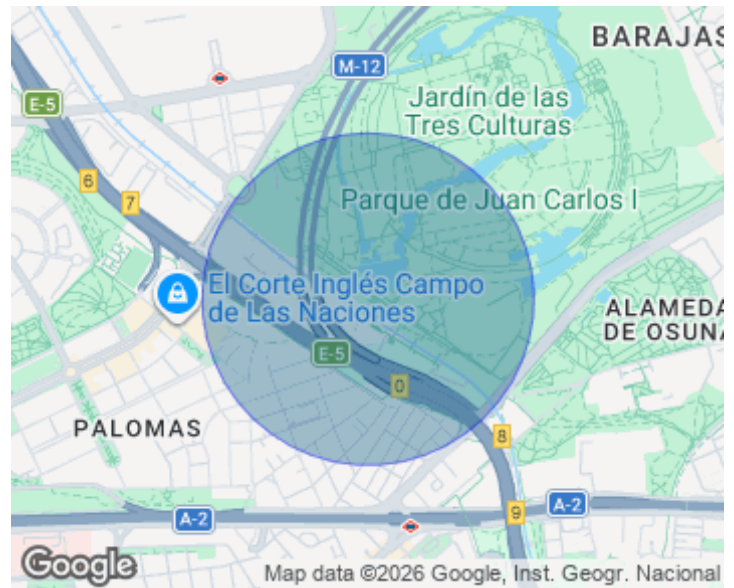 BARAJAS
M-12
Jardín de las
Tres Culturas
E-5
6
7
Parque de Juan Carlos I
El Corte Inglés Campo
de Las Naciones
ALAMEDA
DE OSUNA
E-5
0
PALOMAS
8
A-2
A-2
9
Google
Map data ©2026 Google, Inst. Geogr. Nacional